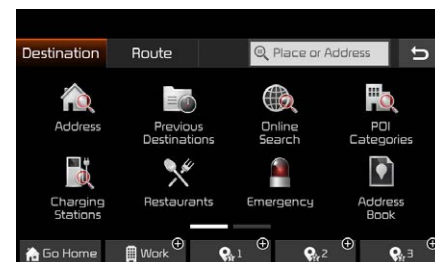 Destination Route Place or Address
Address Previous Destinations Online Search POI Categories
Charging Stations Restaurants Emergency Address Book
Go Home Work 1 2 3